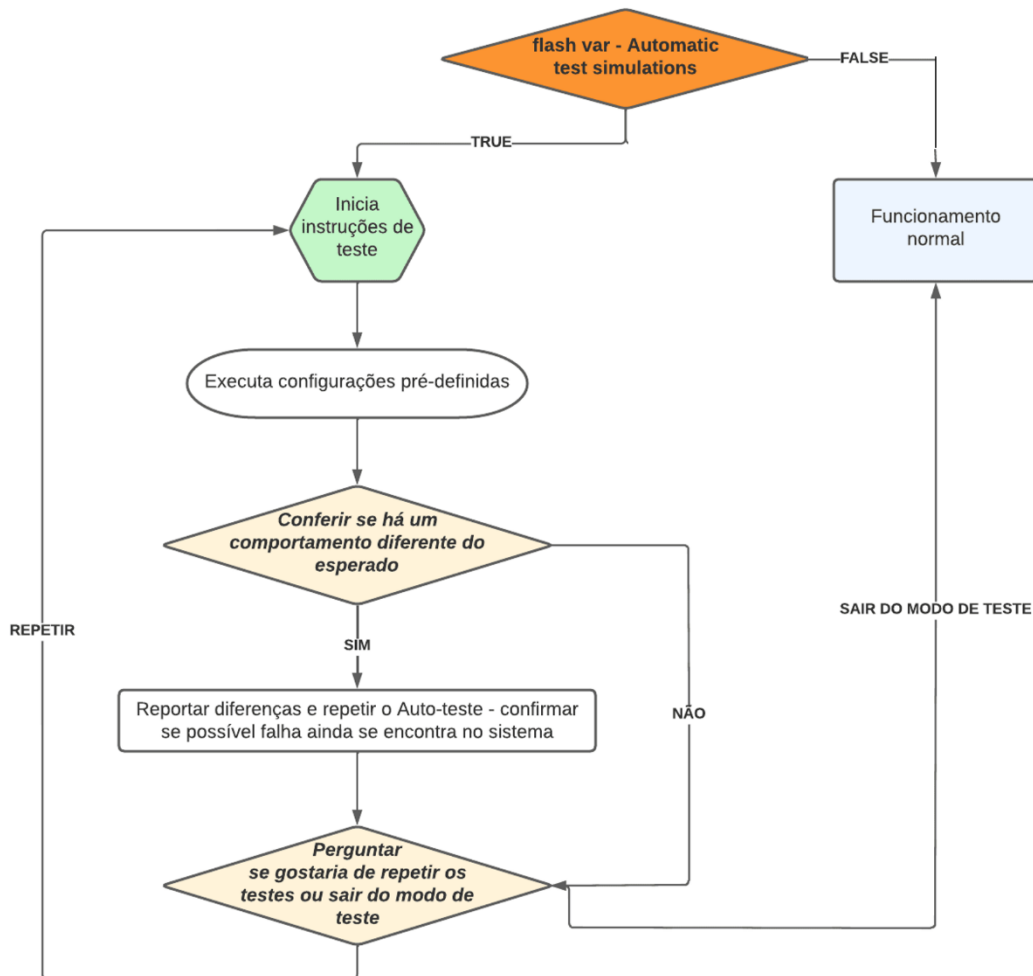 flash var - Automatic
test simulations
FALSE
TRUE
Inicia
instruções de
teste
Funcionamento
normal
Executa configurações pré-definidas
Conferir se há um
comportamento diferente do
esperado
SAIR DO MODO DE TESTE
REPETIR
SIM
Reportar diferenças e repetir o Auto-teste - confirmar
se possível falha ainda se encontra no sistema
NÃO
Perguntar
se gostaria de repetir os
testes ou sair do modo de
teste